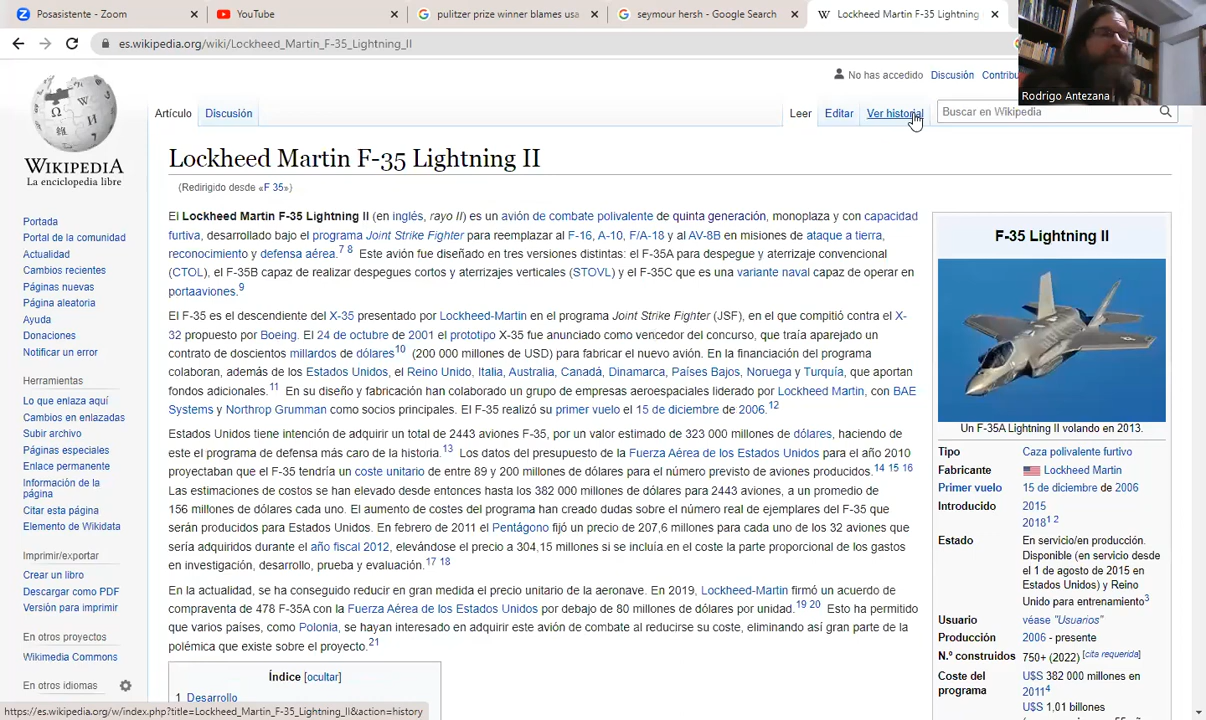 Posasistente - Zoom
YouTube
pulitzer prize winner blames usa
seymour hersh - Google Search
Lockheed Martin F-35 Lightning
es.wikipedia.org/wiki/Lockheed_Martin_F-35_Lightning_II
Rodrigo Antezana
No has accedido Discusión Contribu
Artículo Discusión
Leer Editar Ver historial
Buscar en Wikipedia
WIKIPEDIA
La enciclopedia libre
Portada
Portal de la comunidad
Actualidad
Cambios recientes
Páginas nuevas
Página aleatoria
Ayuda
Donaciones
Notificar un error
Herramientas
Lo que enlaza aquí
Cambios en enlazadas
Subir archivo
Páginas especiales
Enlace permanente
Información de la
página
Citar esta página
Elemento de Wikidata
Imprimir/exportar
Crear un libro
Descargar como PDF
Versión para imprimir
En otros proyectos
Wikimedia Commons
En otros idiomas
Lockheed Martin F-35 Lightning II
(Redirigido desde «F 35»)
El Lockheed Martin F-35 Lightning II (en inglés, rayo II) es un avión de combate polivalente de quinta generación, monoplaza y con capacidad
furtiva, desarrollado bajo el programa Joint Strike Fighter para reemplazar al F-16, A-10, F/A-18 y al AV-8B en misiones de ataque a tierra,
reconocimiento y defensa aérea.7 8 Este avión fue diseñado en tres versiones distintas: el F-35A para despegue y aterrizaje convencional
(CTOL), el F-35B capaz de realizar despegues cortos y aterrizajes verticales (STOVL) y el F-35C que es una variante naval capaz de operar en
portaaviones.9
El F-35 es el descendiente del X-35 presentado por Lockheed-Martin en el programa Joint Strike Fighter (JSF), en el que compitió contra el X-
32 propuesto por Boeing. El 24 de octubre de 2001 el prototipo X-35 fue anunciado como vencedor del concurso, que traía aparejado un
contrato de doscientos millardos de dólares10 (200 000 millones de USD) para fabricar el nuevo avión. En la financiación del programa
colaboran, además de los Estados Unidos, el Reino Unido, Italia, Australia, Canadá, Dinamarca, Países Bajos, Noruega y Turquía, que aportan
fondos adicionales.11 En su diseño y fabricación han colaborado un grupo de empresas aeroespaciales liderado por Lockheed Martin, con BAE
Systems y Northrop Grumman como socios principales. El F-35 realizó su primer vuelo el 15 de diciembre de 2006.12
Estados Unidos tiene intención de adquirir un total de 2443 aviones F-35, por un valor estimado de 323 000 millones de dólares, haciendo de
este el programa de defensa más caro de la historia.13 Los datos del presupuesto de la Fuerza Aérea de los Estados Unidos para el año 2010
proyectaban que el F-35 tendría un coste unitario de entre 89 y 200 millones de dólares para el número previsto de aviones producidos.14 15 16
Las estimaciones de costos se han elevado desde entonces hasta los 382 000 millones de dólares para 2443 aviones, a un promedio de
156 millones de dólares cada uno. El aumento de costes del programa han creado dudas sobre el número real de ejemplares del F-35 que
serán producidos para Estados Unidos. En febrero de 2011 el Pentágono fijó un precio de 207,6 millones para cada uno de los 32 aviones que
sería adquiridos durante el año fiscal 2012, elevándose el precio a 304,15 millones si se incluía en el coste la parte proporcional de los gastos
en investigación, desarrollo, prueba y evaluación.17 18
En la actualidad, se ha conseguido reducir en gran medida el precio unitario de la aeronave. En 2019, Lockheed-Martin firmó un acuerdo de
compraventa de 478 F-35A con la Fuerza Aérea de los Estados Unidos por debajo de 80 millones de dólares por unidad.19 20 Esto ha permitido
que varios países, como Polonia, se hayan interesado en adquirir este avión de combate al reducirse su coste, eliminando así gran parte de la
polémica que existe sobre el proyecto.21
Índice [ocultar]
1 Desarrollo
F-35 Lightning II
Un F-35A Lightning II volando en 2013.
Tipo Caza polivalente furtivo
Fabricante Lockheed Martin
Primer vuelo 15 de diciembre de 2006
Introducido 2015
2018 1 2
Estado En servicio/en producción.
Disponible (en servicio desde
el 1 de agosto de 2015 en
Estados Unidos) y Reino
Unido para entrenamiento3
Usuario véase "Usuarios"
Producción 2006 - presente
N.º construidos 750+ (2022) [cita requerida]
Coste del U$S 382 000 millones en
programa 2011 4
U$S 1,01 billones
https://es.wikipedia.org/w/index.php?title=Lockheed_Martin_F-35_Lightning_II&action=history